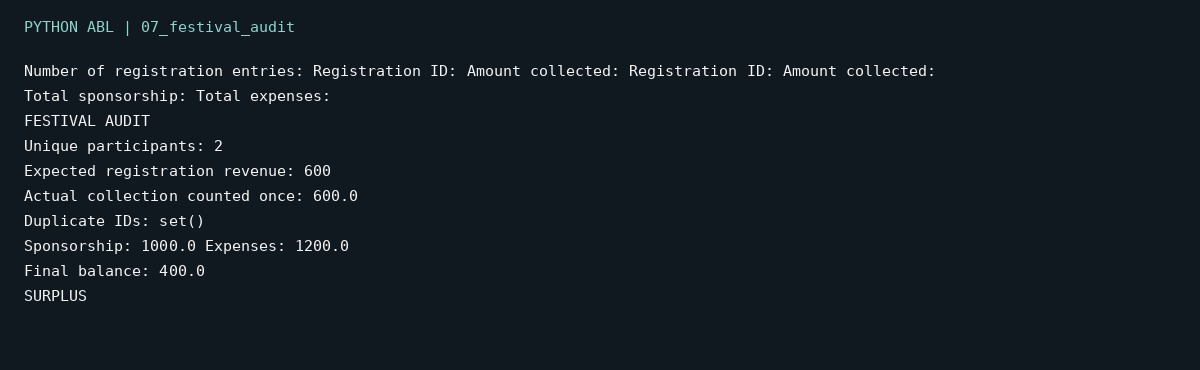 PYTHON ABL | 07_festival_audit
Number of registration entries: Registration ID: Amount collected: Registration ID: Amount collected:
Total sponsorship: Total expenses:
FESTIVAL AUDIT
Unique participants: 2
Expected registration revenue: 600
Actual collection counted once: 600.0
Duplicate IDs: set()
Sponsorship: 1000.0 Expenses: 1200.0
Final balance: 400.0
SURPLUS